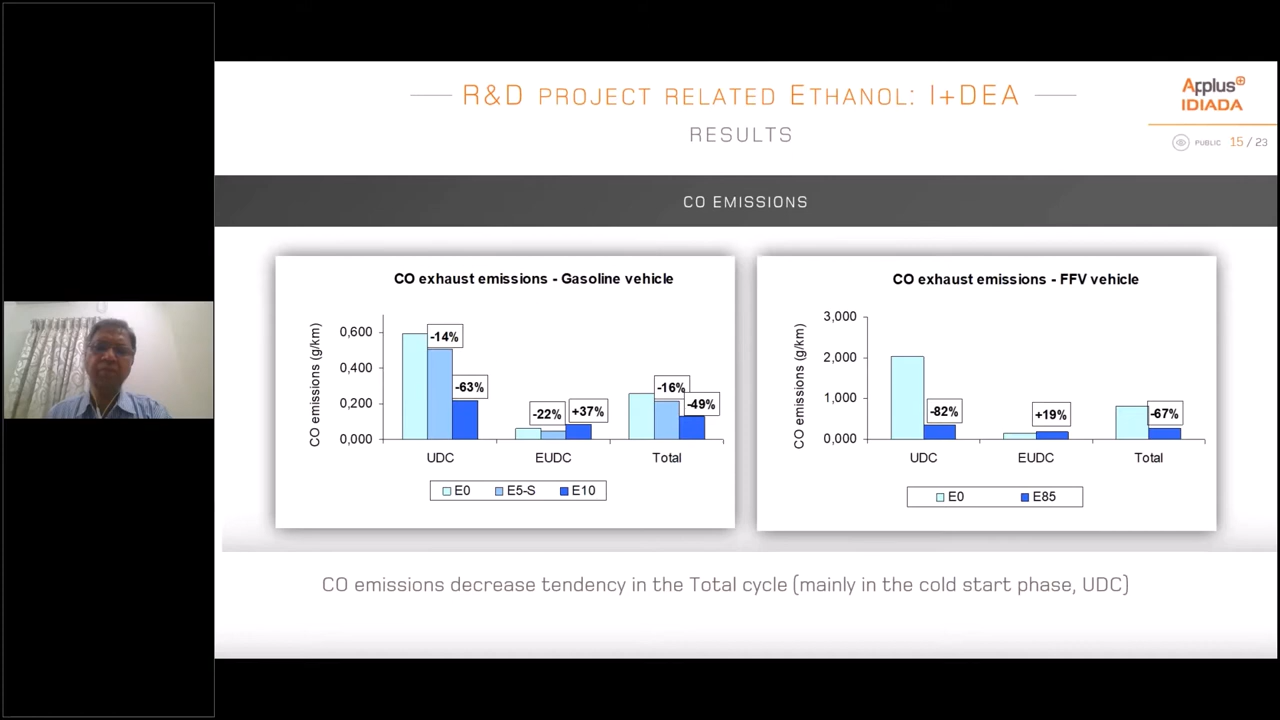 R&D PROJECT RELATED ETHANOL: I+DEA
RESULTS
Applus+
IDIADA
PUBLIC 15 / 23
CO EMISSIONS
CO exhaust emissions - Gasoline vehicle
CO emissions (g/km)
0,600
0,400
0,200
0,000
-14%
-63%
-22%
+37%
-16%
-49%
UDC
EUDC
Total
E0
E5-S
E10
CO exhaust emissions - FFV vehicle
CO emissions (g/km)
3,000
2,000
1,000
0,000
-82%
+19%
-67%
UDC
EUDC
Total
E0
E85
CO emissions decrease tendency in the Total cycle (mainly in the cold start phase, UDC)